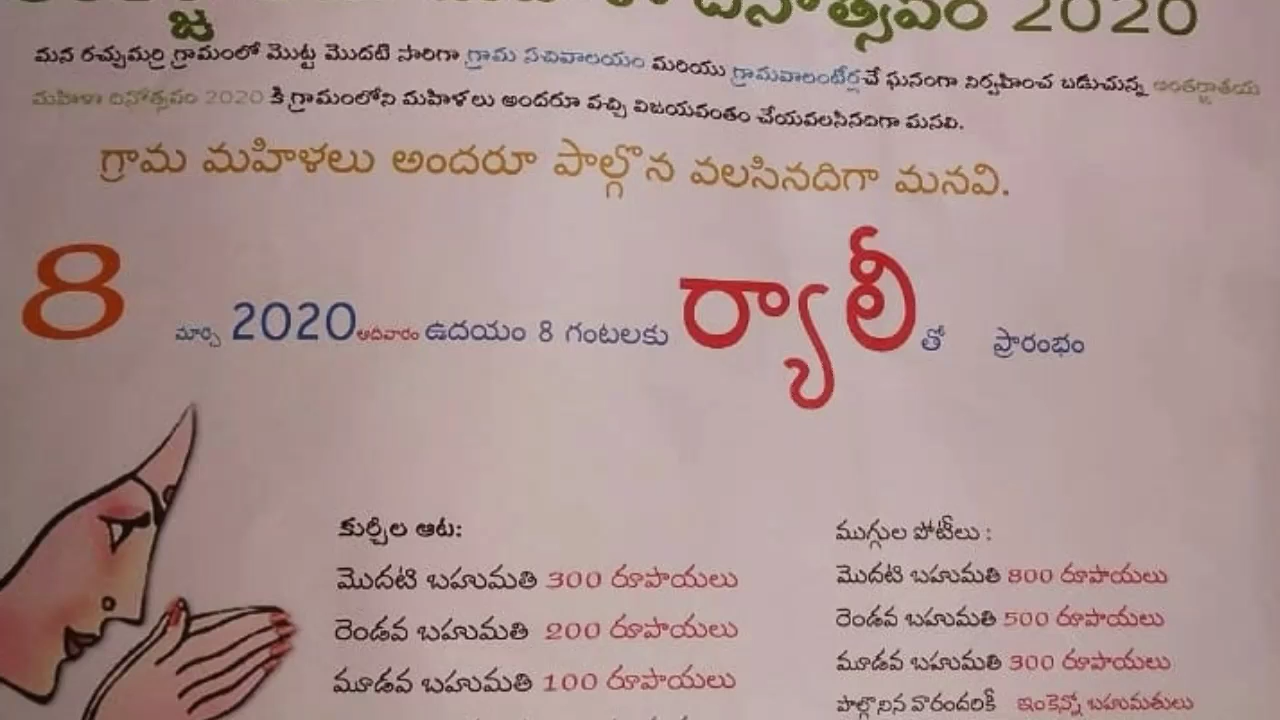 దినోత్సవం 2020
మన రచ్చుమర్రి గ్రామంలో మొట్ట మొదటి సారిగా గ్రామ సచివాలయం మరియు గ్రామవాలంటీర్లచే ఘనంగా నిర్వహించ బడుచున్న అంతర్జాతీయ
మహిళా దినోత్సవం 2020 కి గ్రామంలోని మహిళలు అందరూ వచ్చి విజయవంతం చేయవలసినదిగా మనవి.
గ్రామ మహిళలు అందరూ పాల్గొన వలసినదిగా మనవి.
8 మార్చి 2020 ఆదివారం ఉదయం 8 గంటలకు ర్యాలీ తో ప్రారంభం
కుర్చీల ఆట:
మొదటి బహుమతి 300 రూపాయలు
రెండవ బహుమతి 200 రూపాయలు
మూడవ బహుమతి 100 రూపాయలు
ముగ్గుల పోటీలు :
మొదటి బహుమతి 800 రూపాయలు
రెండవ బహుమతి 500 రూపాయలు
మూడవ బహుమతి 300 రూపాయలు
పాల్గొనిన వారందరికీ ఇంకెన్నో బహుమతులు